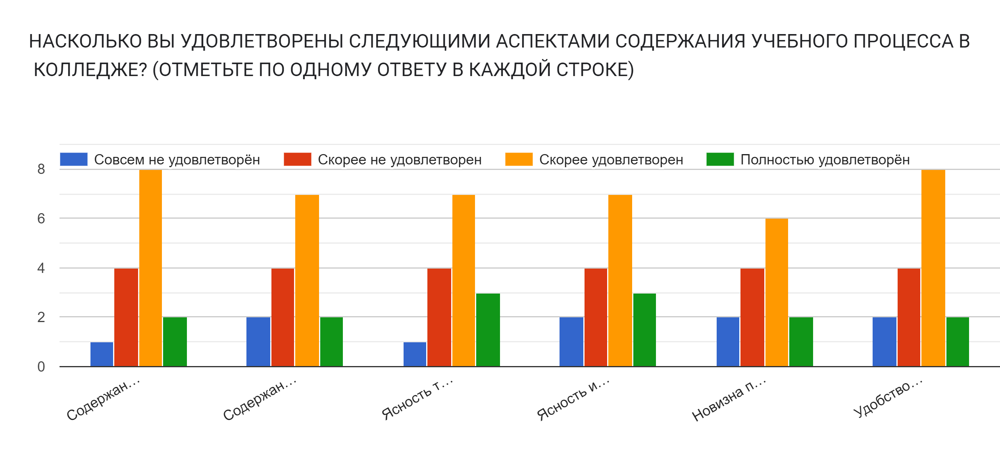 НАСКОЛЬКО ВЫ УДОВЛЕТВОРЕНЫ СЛЕДУЮЩИМИ АСПЕКТАМИ СОДЕРЖАНИЯ УЧЕБНОГО ПРОЦЕССА В
КОЛЛЕДЖЕ? (ОТМЕТЬТЕ ПО ОДНОМУ ОТВЕТУ В КАЖДОЙ СТРОКЕ)
Совсем не удовлетворён Скорее не удовлетворен Скорее удовлетворен Полностью удовлетворён
8
6
4
2
0
Содержан…
Содержан…
Ясность т…
Ясность и…
Новизна п…
Удобство…